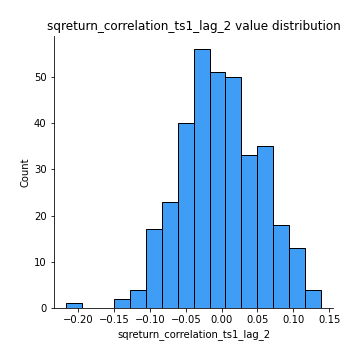 sqreturn_correlation_ts1_lag_2 value distribution
Count
50
40
30
20
10
0
−0.20 −0.15 −0.10 −0.05 0.00 0.05 0.10 0.15
sqreturn_correlation_ts1_lag_2